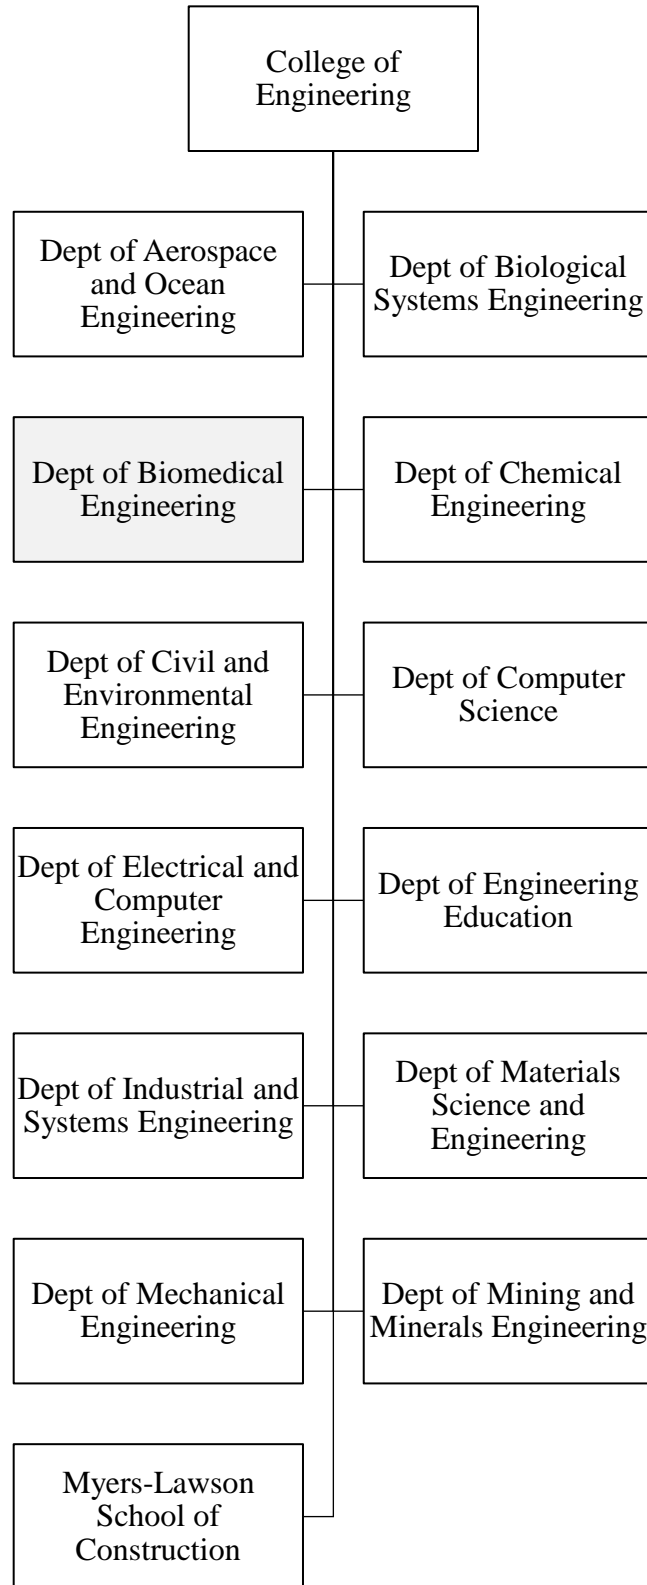 College of
Engineering
Dept of Aerospace
and Ocean
Engineering
Dept of Biological
Systems Engineering
Dept of Biomedical
Engineering
Dept of Chemical
Engineering
Dept of Civil and
Environmental
Engineering
Dept of Computer
Science
Dept of Electrical and
Computer
Engineering
Dept of Engineering
Education
Dept of Industrial and
Systems Engineering
Dept of Materials
Science and
Engineering
Dept of Mechanical
Engineering
Dept of Mining and
Minerals Engineering
Myers-Lawson
School of
Construction